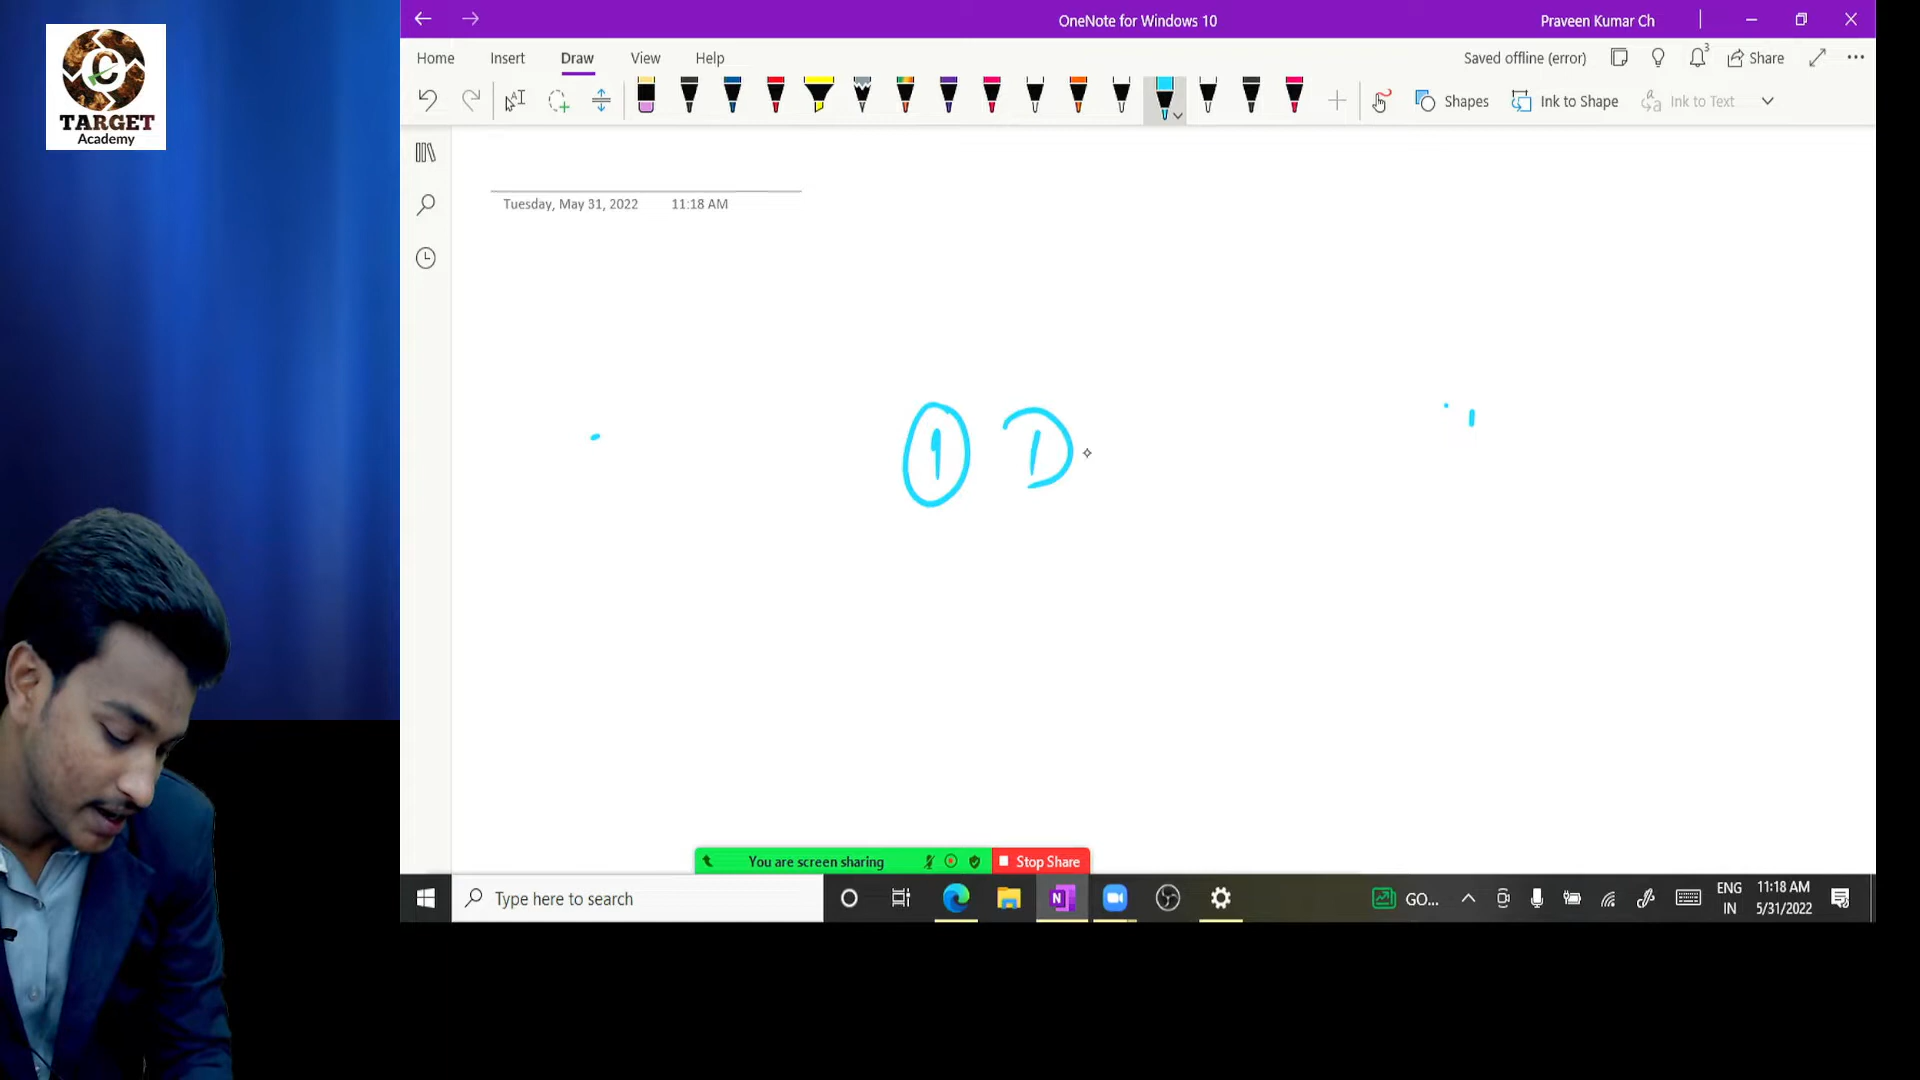 OneNote for Windows 10
Praveen Kumar Ch
C
TARGET
Academy
Home Insert Draw View Help
Saved offline (error) 3 Share
Shapes Ink to Shape Ink to Text
Tuesday, May 31, 2022 11:18 AM
1 D
You are screen sharing Stop Share
Type here to search
GO...
ENG
IN
11:18 AM
5/31/2022